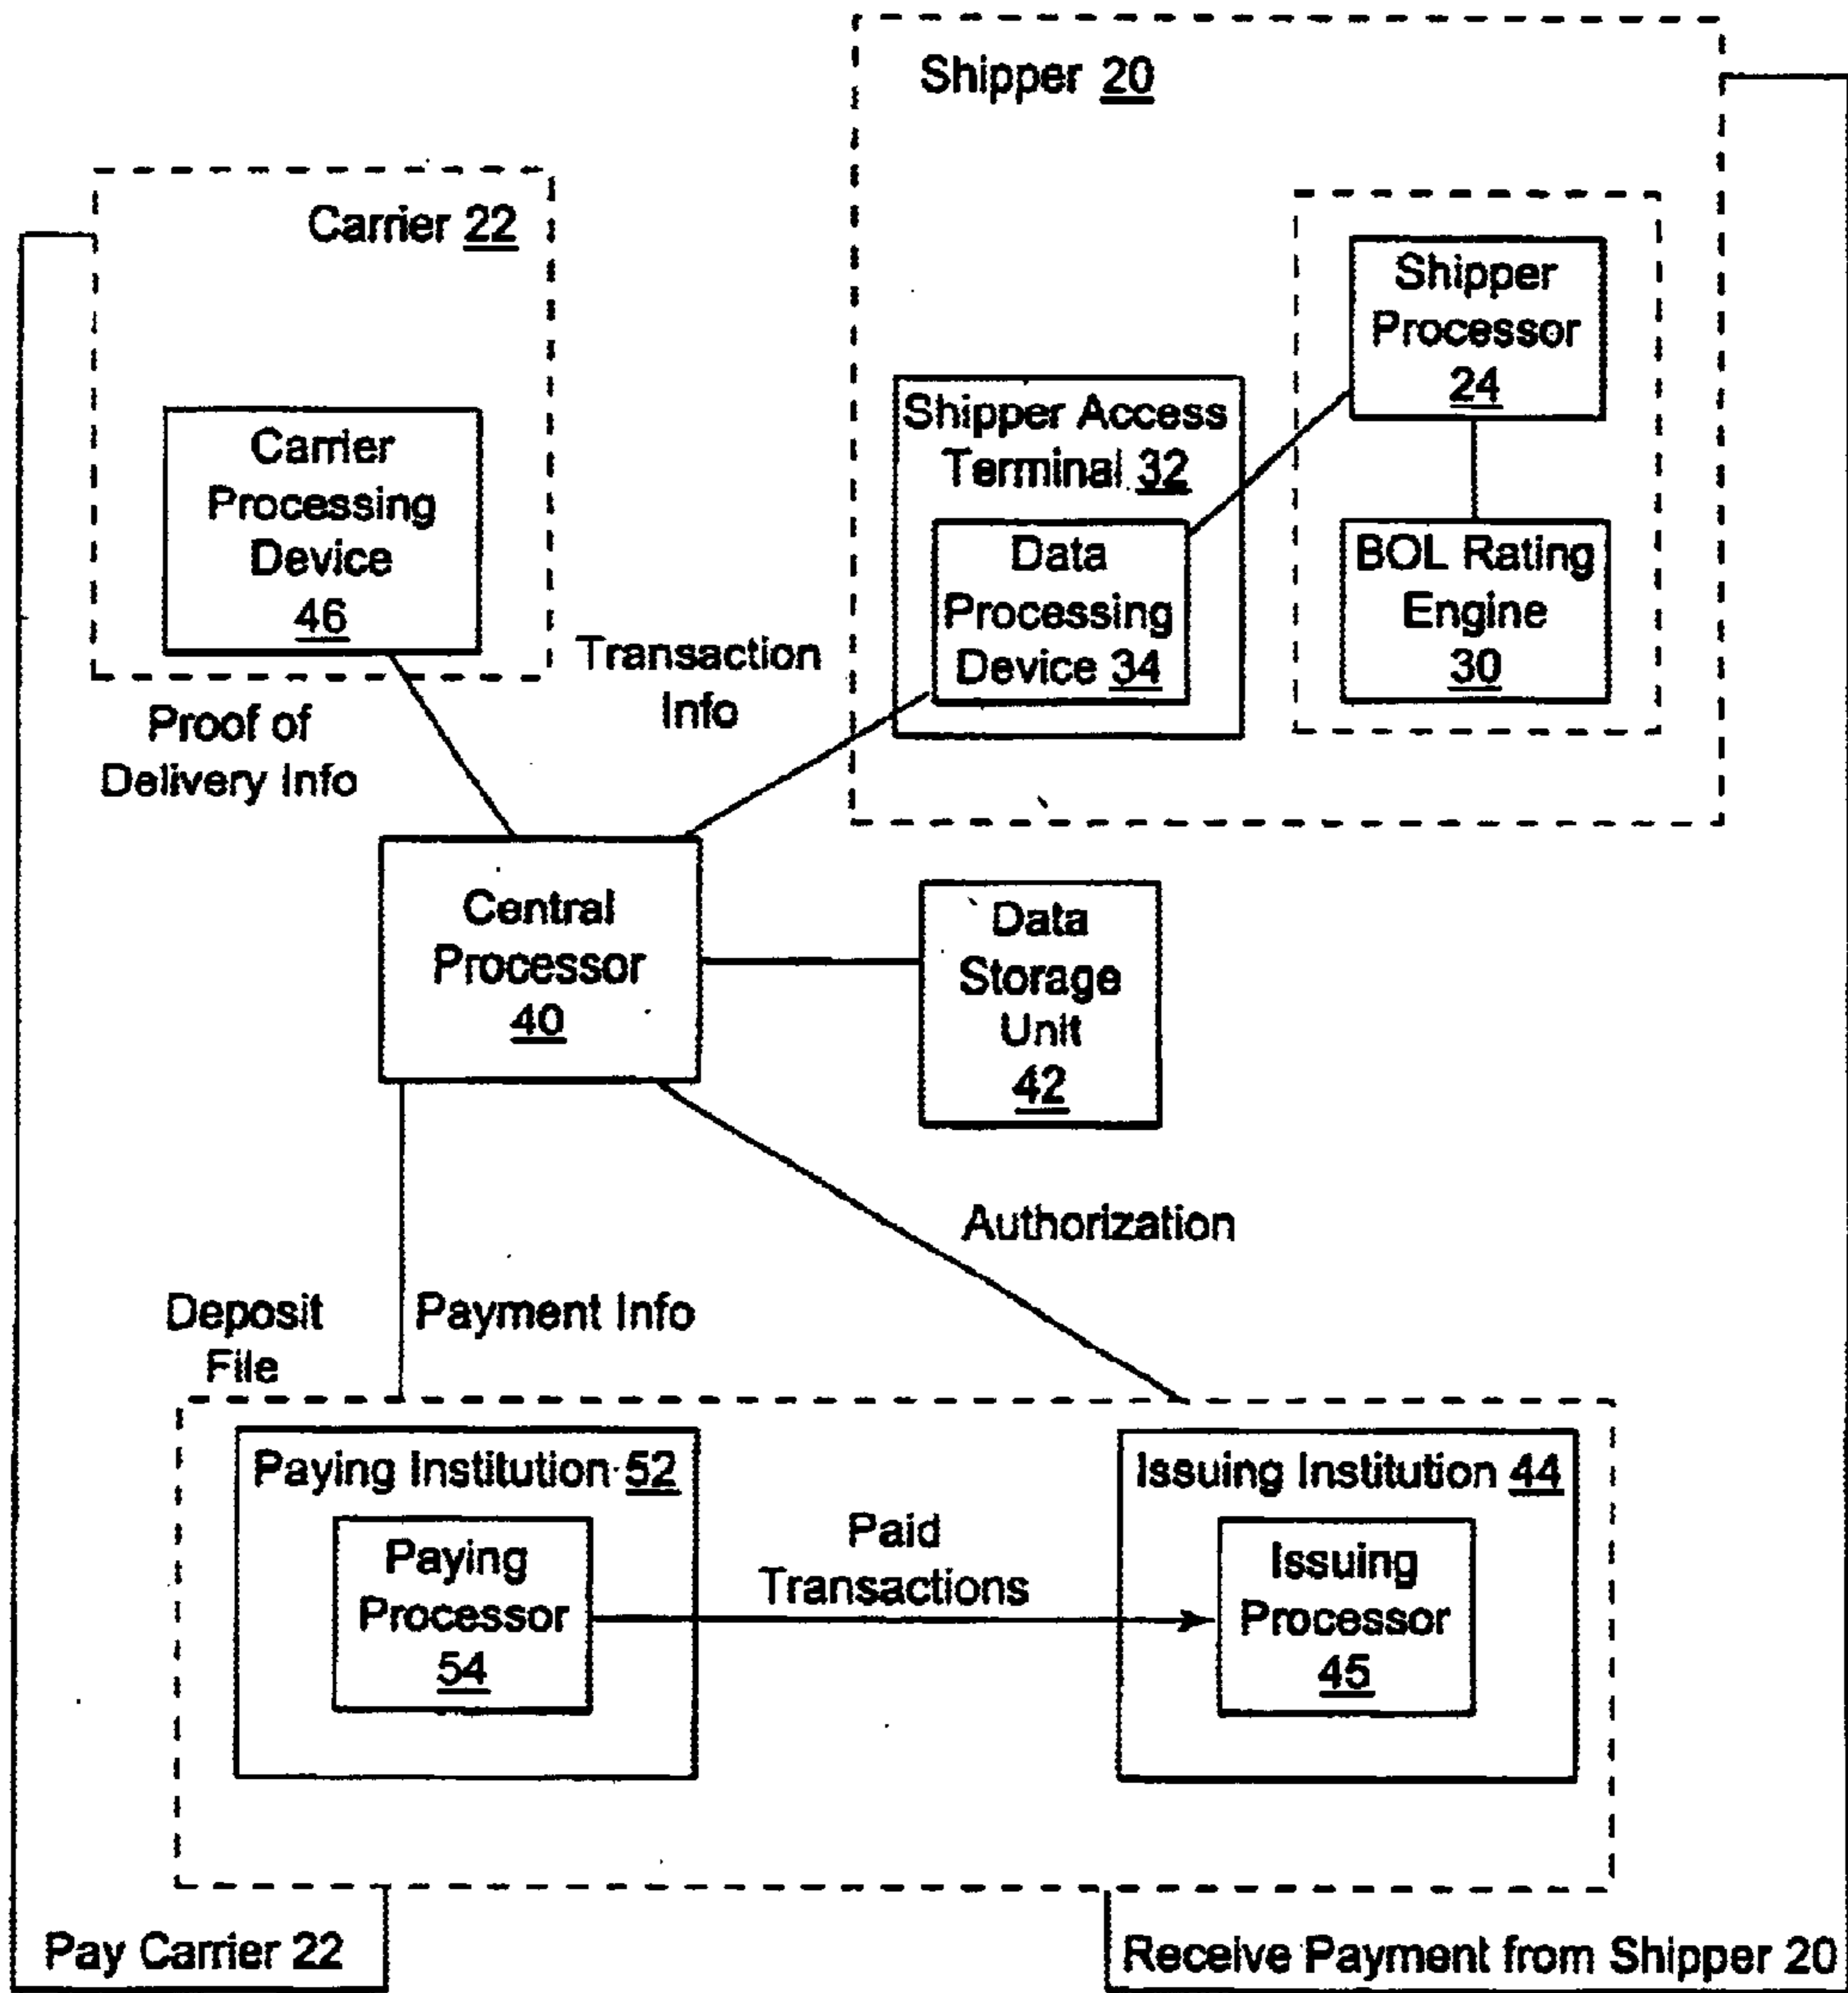 Shipper 20
Carrier 22
Shipper
Processor
24
Shipper Access
Terminal 32
Carrier
Processing
Device
46
Data
Processing
Device 34
BOL Rating
Engine
30
Transaction
Info
Proof of
Delivery Info
Central
Processor
40
Data
Storage
Unit
42
Authorization
Deposit
File
Payment Info
Paying Institution 52
Issuing Institution 44
Paying
Processor
54
Paid
Transactions
Issuing
Processor
45
Pay Carrier 22
Receive Payment from Shipper 20